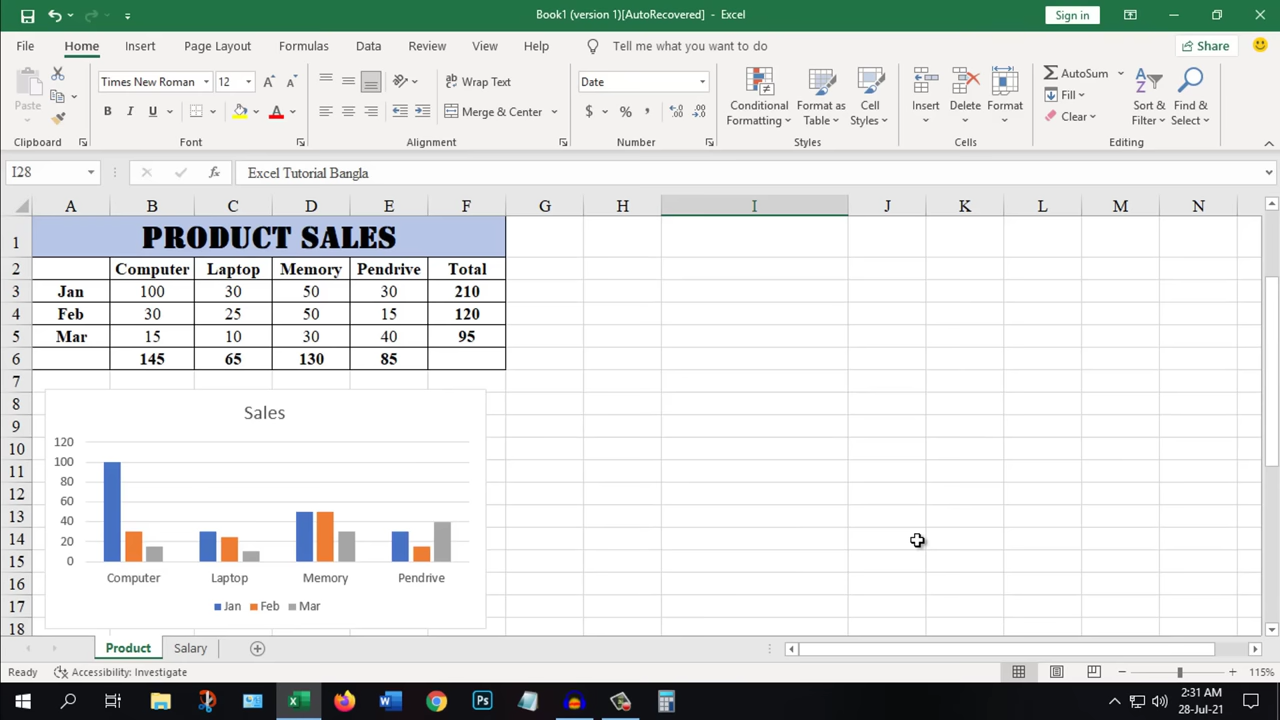 Book1 (version 1)[AutoRecovered] - Excel
Sign in
File Home Insert Page Layout Formulas Data Review View Help Tell me what you want to do Share
Paste
Times New Roman 12
B I U
Wrap Text
Merge & Center
Date
$ % ,
Conditional Formatting
Format as Table
Cell Styles
Insert Delete Format
AutoSum
Fill
Clear
Sort & Filter
Find & Select
Clipboard Font Alignment Number Styles Cells Editing
I28 fx Excel Tutorial Bangla
A B C D E F G H I J K L M N
1 PRODUCT SALES
2 Computer Laptop Memory Pendrive Total
3 Jan 100 30 50 30 210
4 Feb 30 25 50 15 120
5 Mar 15 10 30 40 95
6 145 65 130 85
7
8
9
10
11
12
13
14
15
16
17
18
Sales
120
100
80
60
40
20
0
Computer Laptop Memory Pendrive
Jan Feb Mar
Product Salary
Ready Accessibility: Investigate 115%
2:31 AM
28-Jul-21